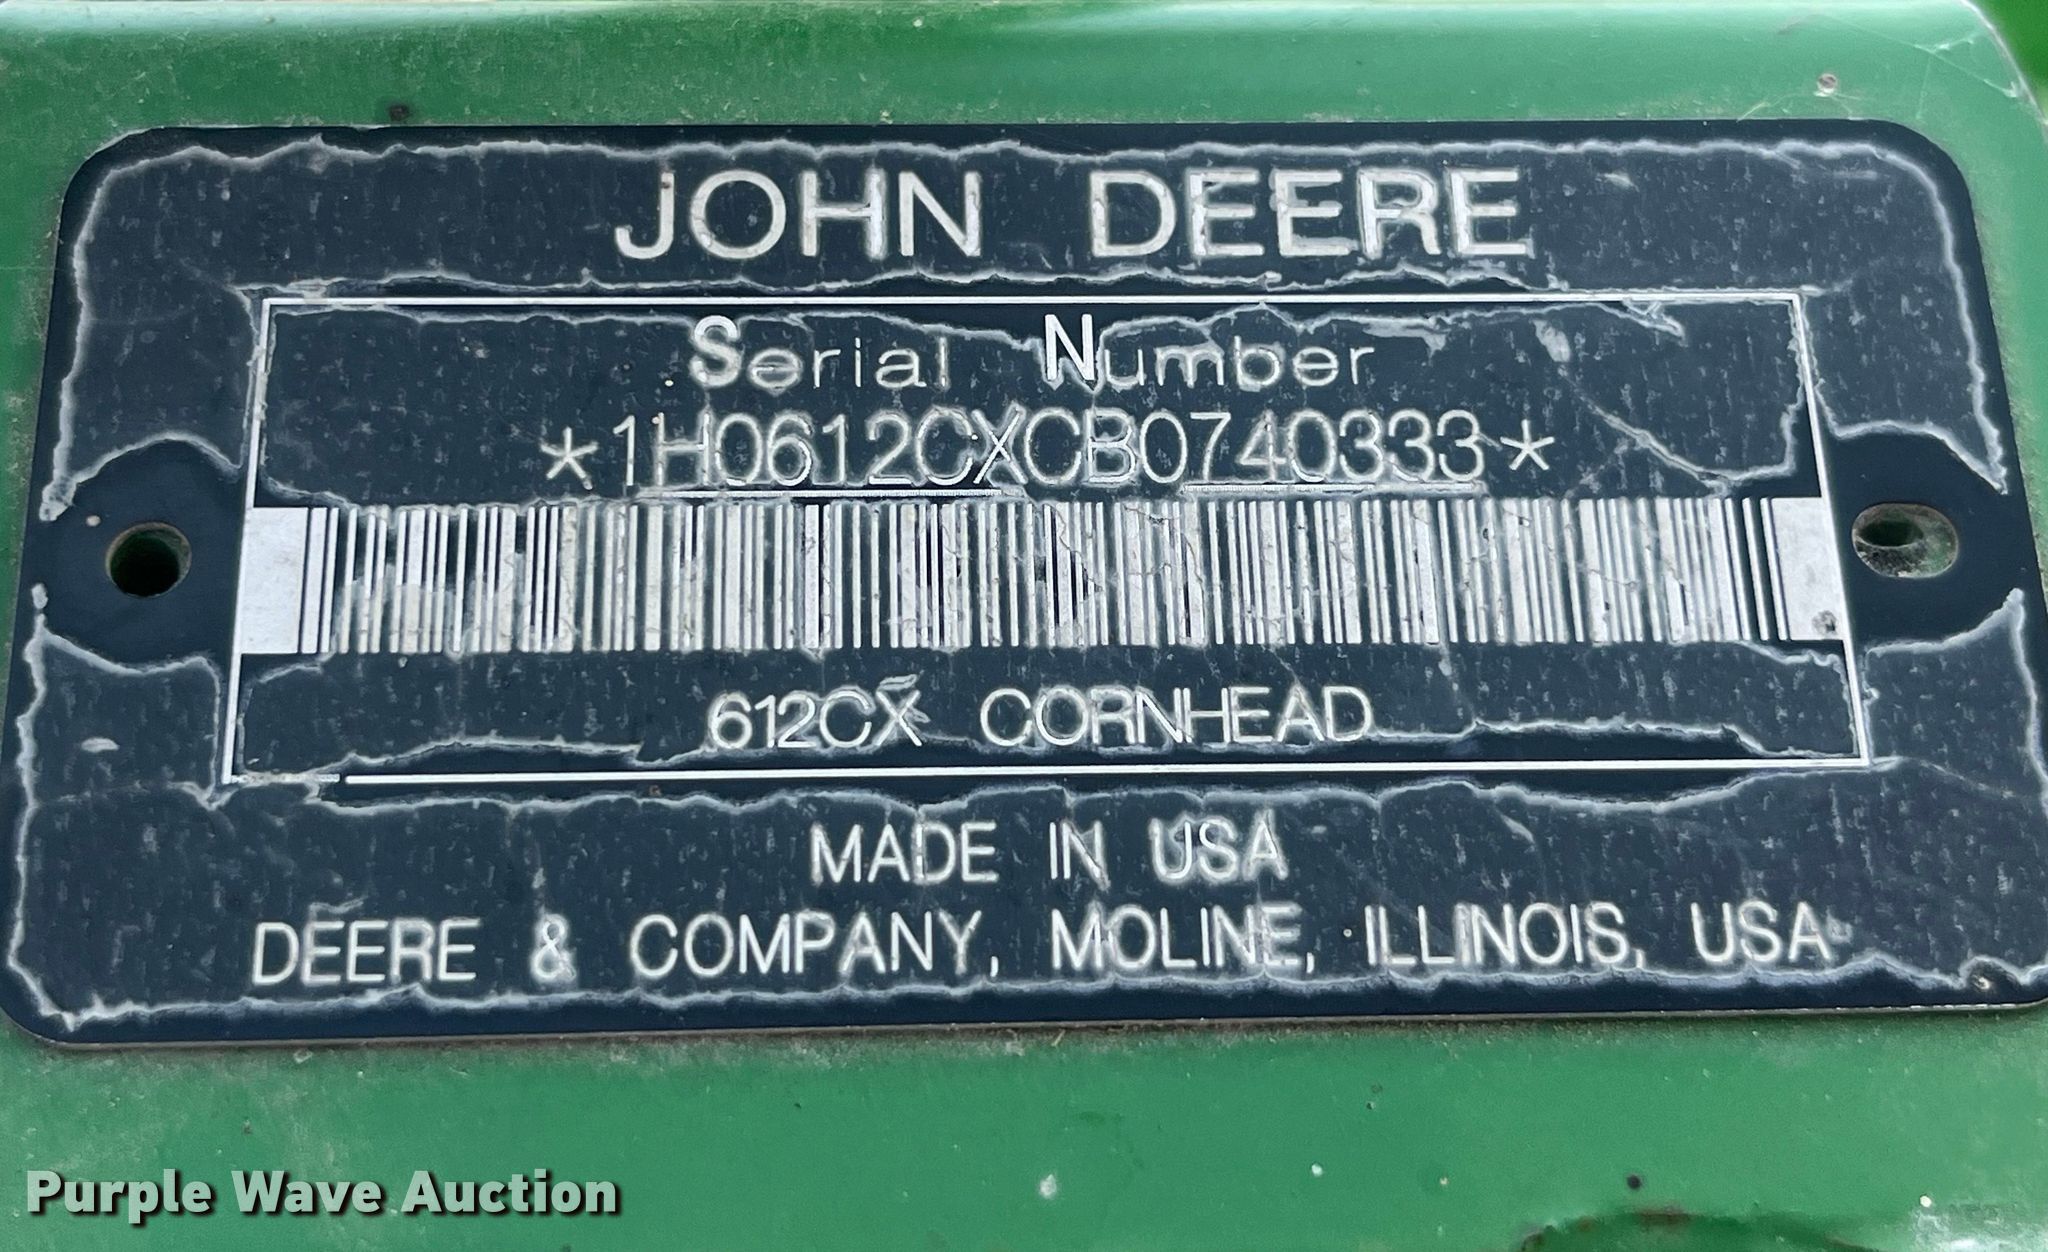 JOHN DEERE
Serial Number
*1H0612CXCB0740333*
612CX CORNHEAD
MADE IN USA
DEERE & COMPANY, MOLINE, ILLINOIS, USA
Purple Wave Auction